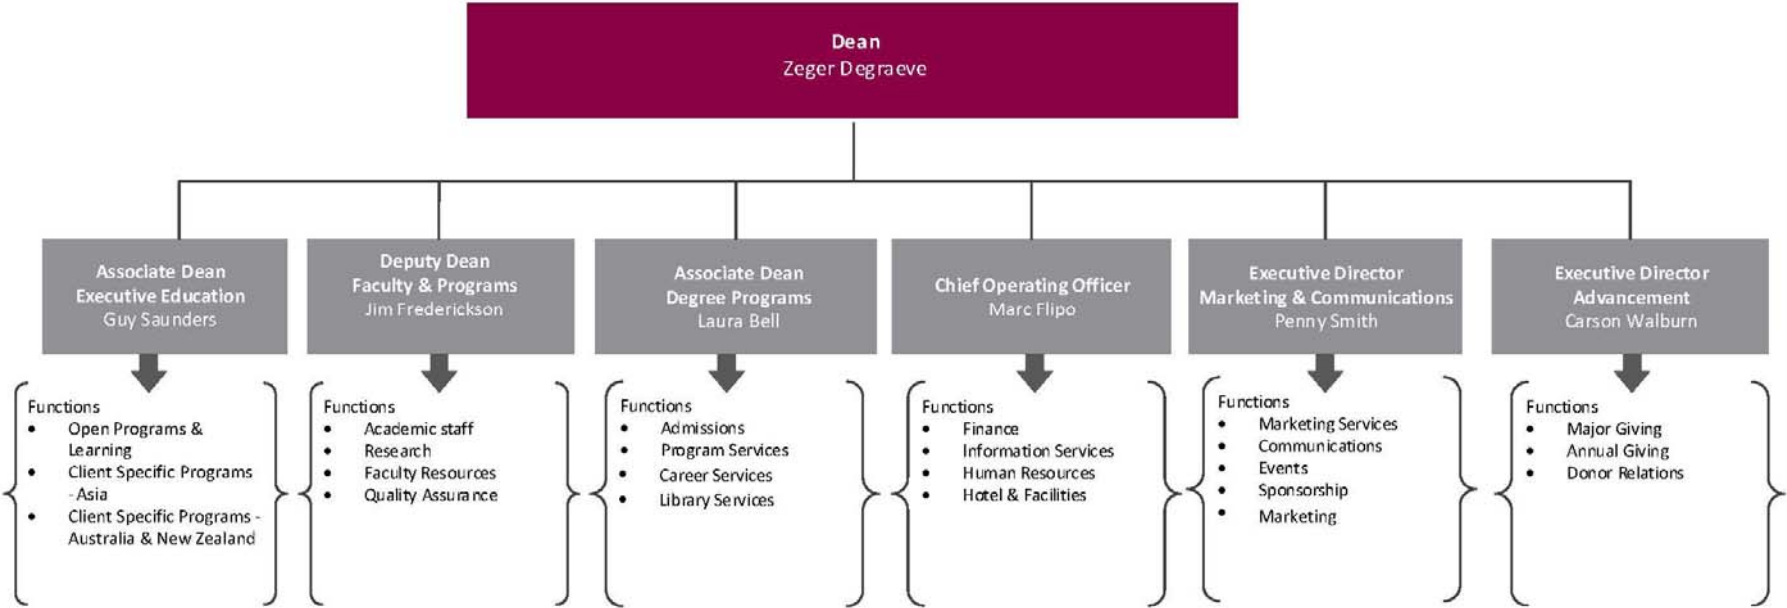 Dean
Zeger Degraeve
Associate Dean
Executive Education
Guy Saunders
Deputy Dean
Faculty & Programs
Jim Frederickson
Associate Dean
Degree Programs
Laura Bell
Chief Operating Officer
Marc Flipo
Executive Director
Marketing & Communications
Penny Smith
Executive Director
Advancement
Carson Walburn
Functions
• Open Programs &
Learning
• Client Specific Programs
- Asia
• Client Specific Programs -
Australia & New Zealand
Functions
• Academic staff
• Research
• Faculty Resources
• Quality Assurance
Functions
• Admissions
• Program Services
• Career Services
• Library Services
Functions
• Finance
• Information Services
• Human Resources
• Hotel & Facilities
Functions
• Marketing Services
• Communications
• Events
• Sponsorship
• Marketing
Functions
• Major Giving
• Annual Giving
• Donor Relations